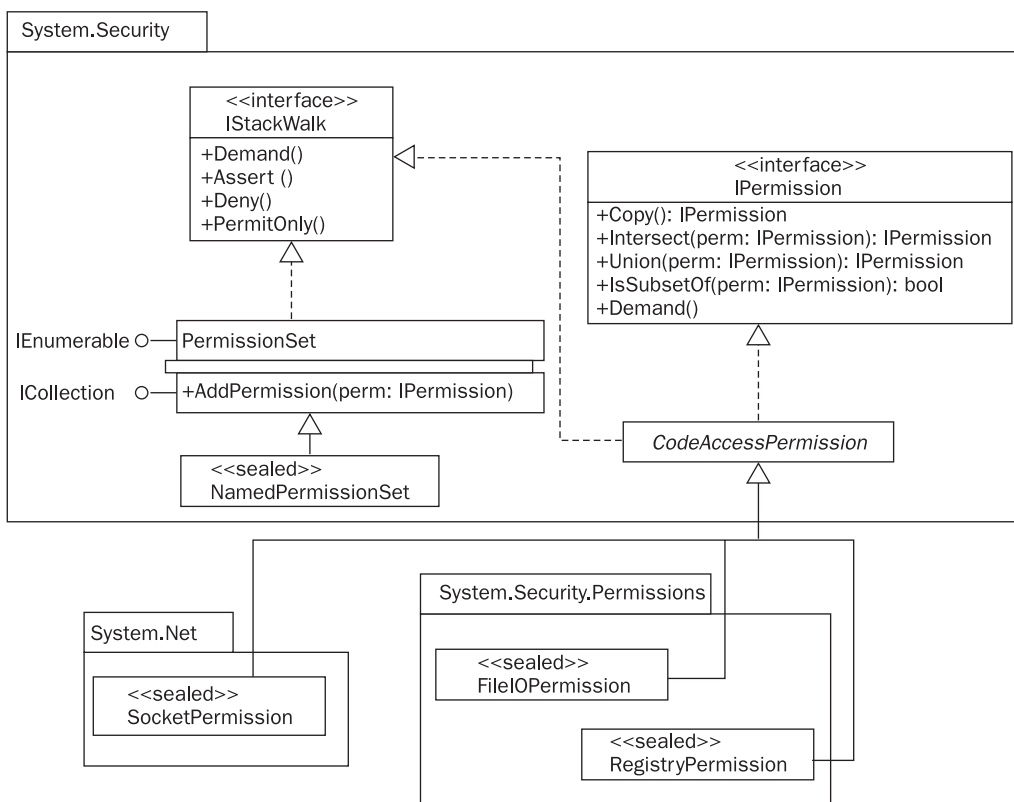 System.Security
<<interface>>
IStackWalk
+Demand()
+Assert ()
+Deny()
+PermitOnly()
<<interface>>
IPermission
+Copy(): IPermission
+Intersect(perm: IPermission): IPermission
+Union(perm: IPermission): IPermission
+IsSubsetOf(perm: IPermission): bool
+Demand()
IEnumerable
PermissionSet
ICollection
+AddPermission(perm: IPermission)
CodeAccessPermission
<<sealed>>
NamedPermissionSet
System.Security.Permissions
System.Net
<<sealed>>
FileIOPermission
<<sealed>>
SocketPermission
<<sealed>>
RegistryPermission